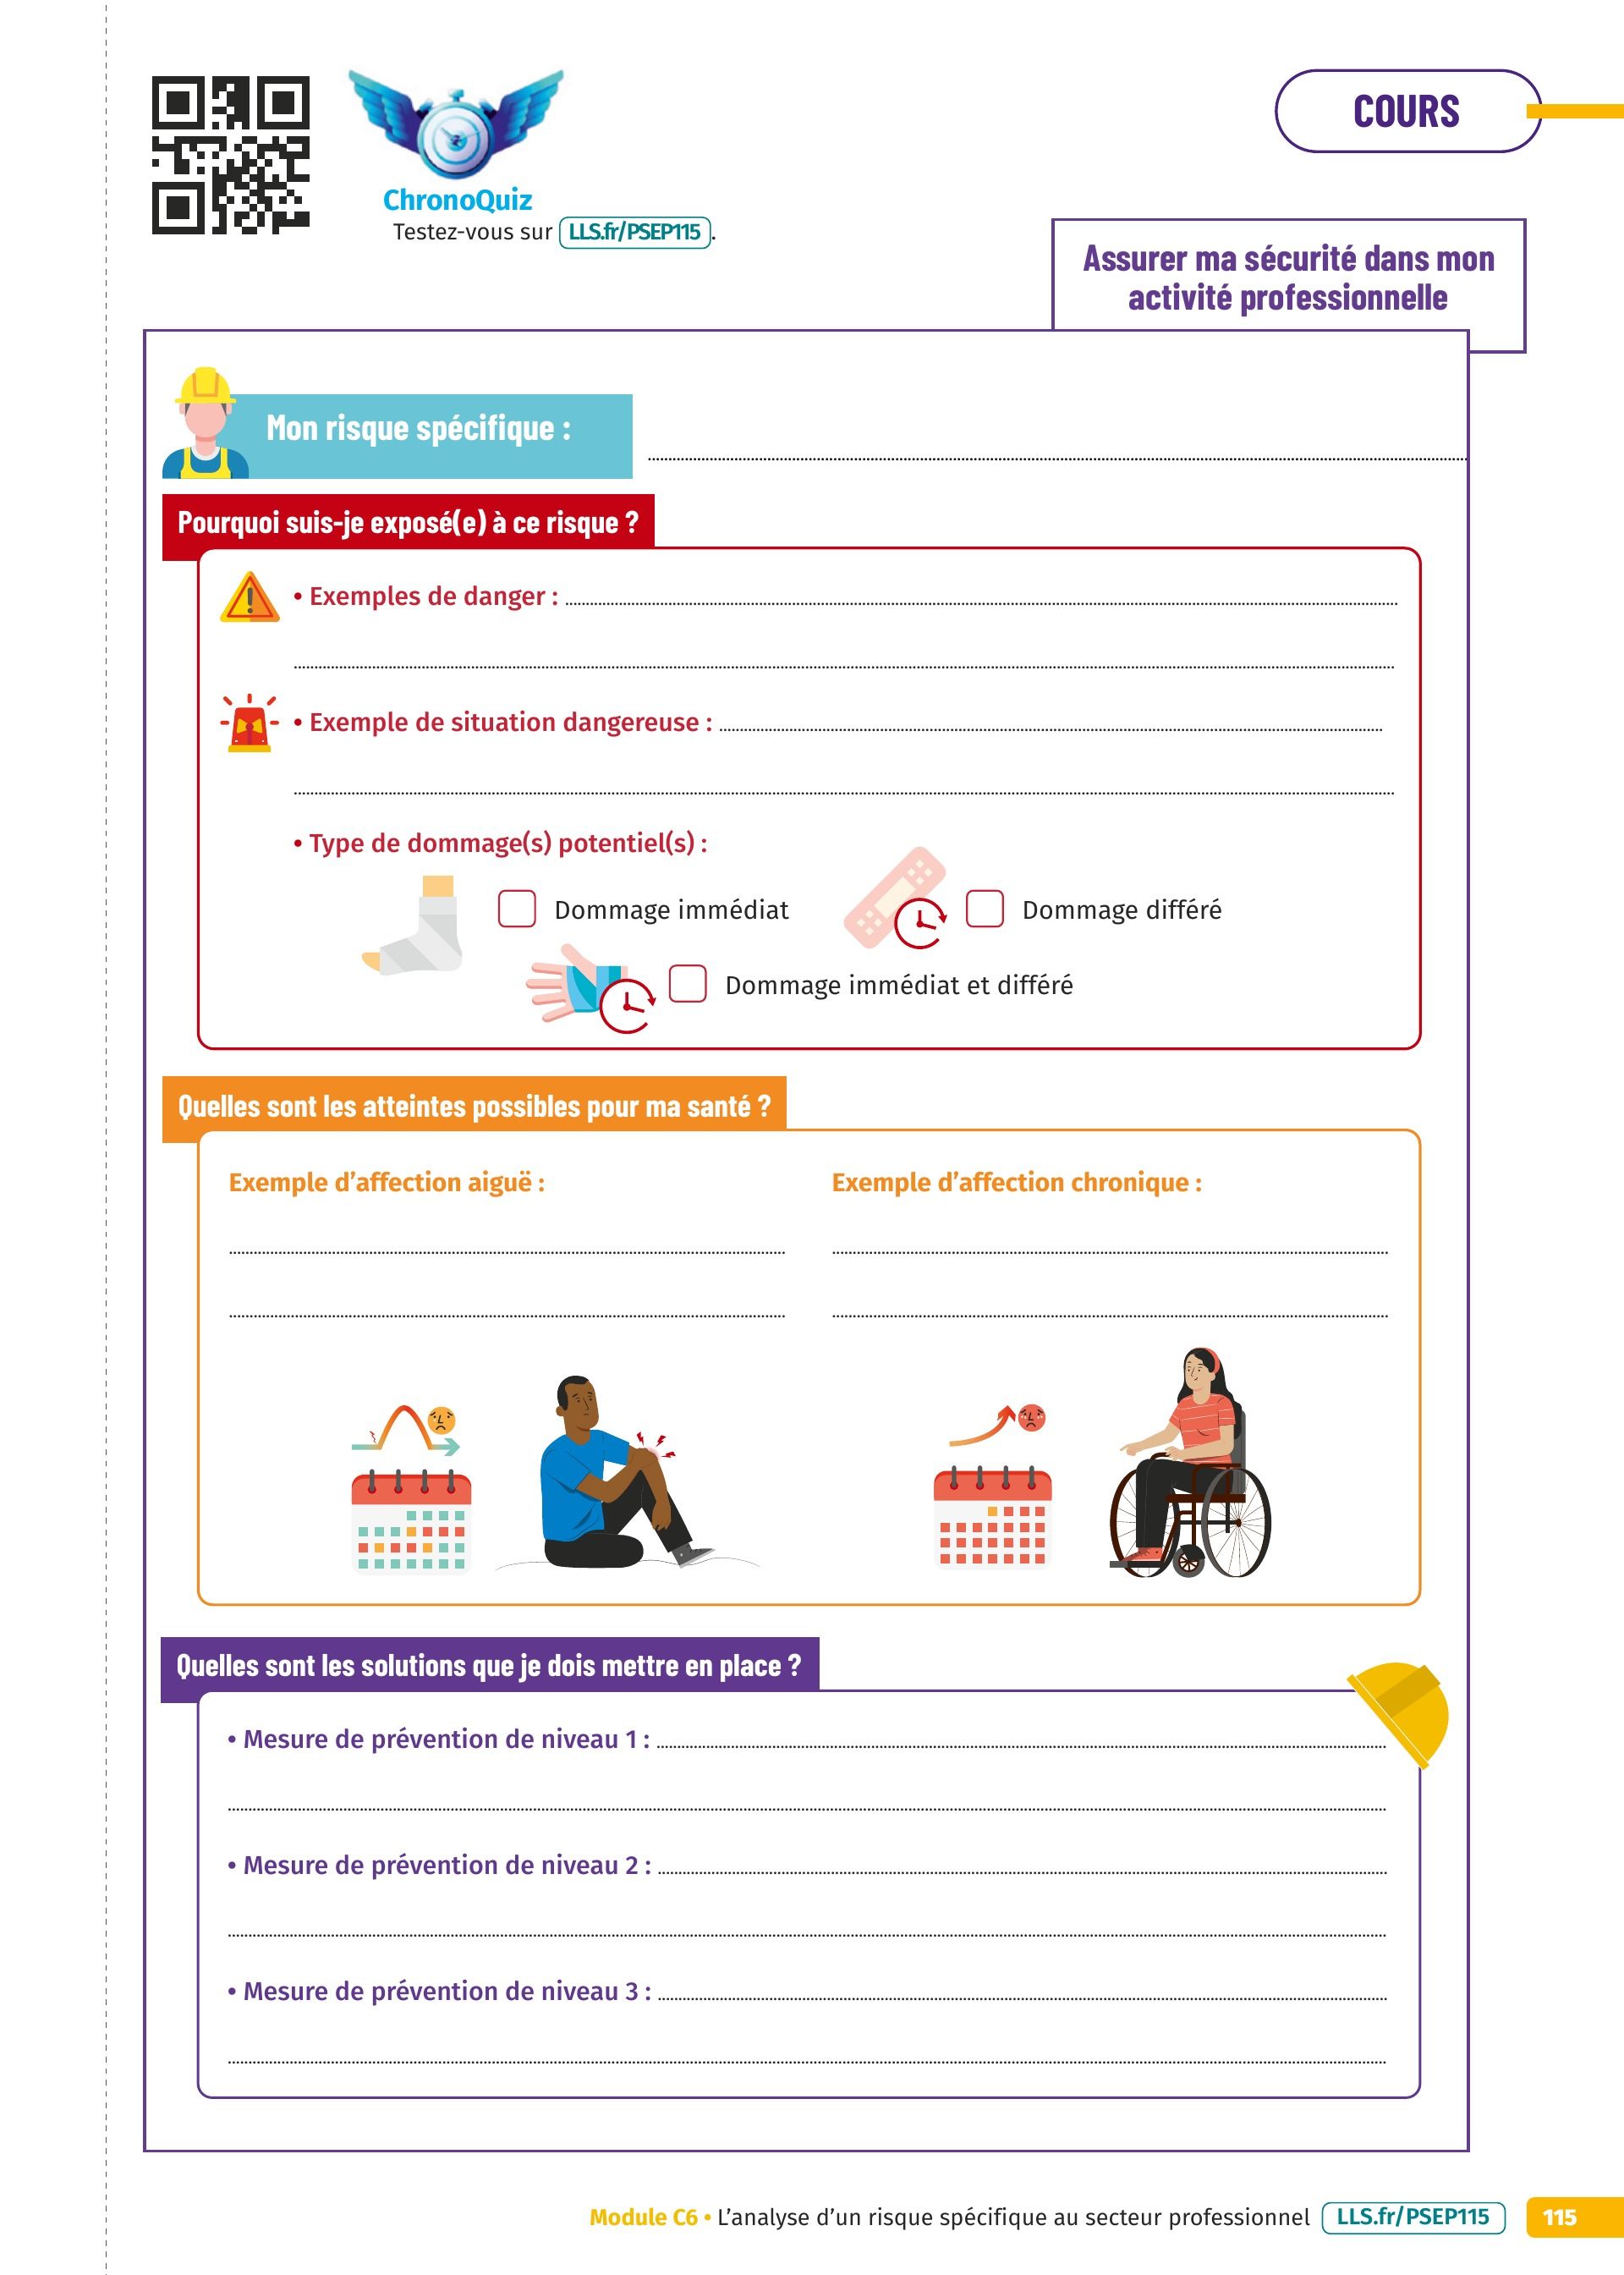 COURS
ChronoQuiz
Testez-vous sur LLS.fr/PSEP115.
Assurer ma sécurité dans mon
activité professionnelle
Mon risque spécifique :
Pourquoi suis-je exposé(e) à ce risque ?
• Exemples de danger :
• Exemple de situation dangereuse :
• Type de dommage(s) potentiel(s) :
Dommage immédiat
Dommage différé
Dommage immédiat et différé
Quelles sont les atteintes possibles pour ma santé ?
Exemple d’affection aiguë :
Exemple d’affection chronique :
Quelles sont les solutions que je dois mettre en place ?
• Mesure de prévention de niveau 1 :
• Mesure de prévention de niveau 2 :
• Mesure de prévention de niveau 3 :
Module C6 • L’analyse d’un risque spécifique au secteur professionnel LLS.fr/PSEP115 115